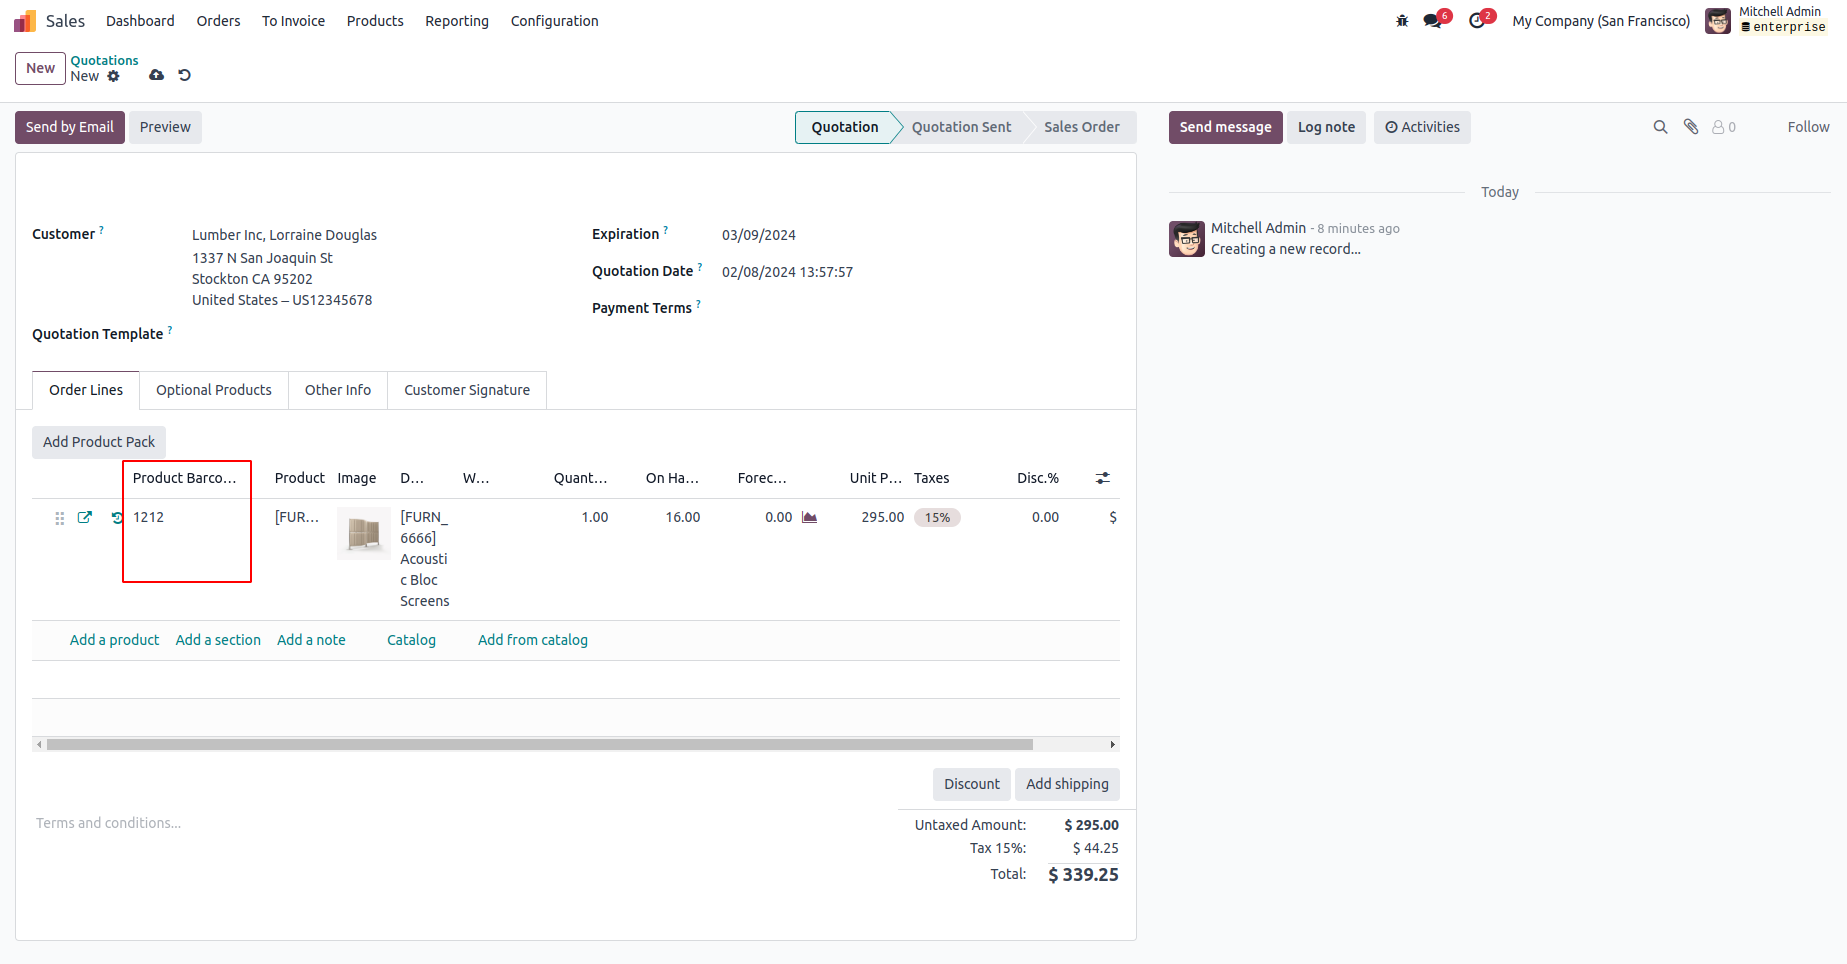 Sales Dashboard Orders To Invoice Products Reporting Configuration 6 2 My Company (San Francisco) Mitchell Admin
enterprise
New Quotations
New
Send by Email Preview Quotation Quotation Sent Sales Order Send message Log note Activities 0 Follow
Today
Mitchell Admin - 8 minutes ago
Creating a new record...
Customer ? Lumber Inc, Lorraine Douglas
1337 N San Joaquin St
Stockton CA 95202
United States – US12345678
Quotation Template ?
Expiration ? 03/09/2024
Quotation Date ? 02/08/2024 13:57:57
Payment Terms ?
Order Lines Optional Products Other Info Customer Signature
Add Product Pack
Product Barco... Product Image D... W... Quant... On Ha... Forec... Unit P... Taxes Disc.%
1212 [FUR... [FURN_ 1.00 16.00 0.00 295.00 15% 0.00 $
6666]
Acousti
c Bloc
Screens
Add a product Add a section Add a note Catalog Add from catalog
Discount Add shipping
Terms and conditions...
Untaxed Amount: $ 295.00
Tax 15%: $ 44.25
Total: $ 339.25